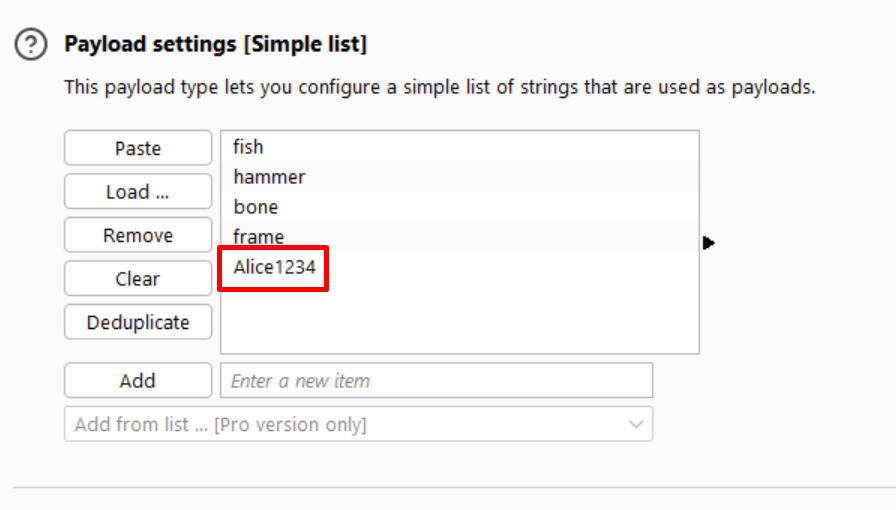 ?
Payload settings [Simple list]
This payload type lets you configure a simple list of strings that are used as payloads.
Paste
Load ...
Remove
Clear
Deduplicate
fish
hammer
bone
frame
Alice1234
Add
Enter a new item
Add from list ... [Pro version only]